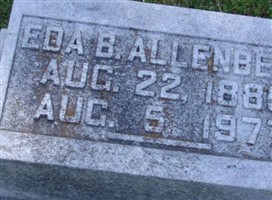 EDA B. ALLENBE
AUG. 22, 188
AUG. 6, 197